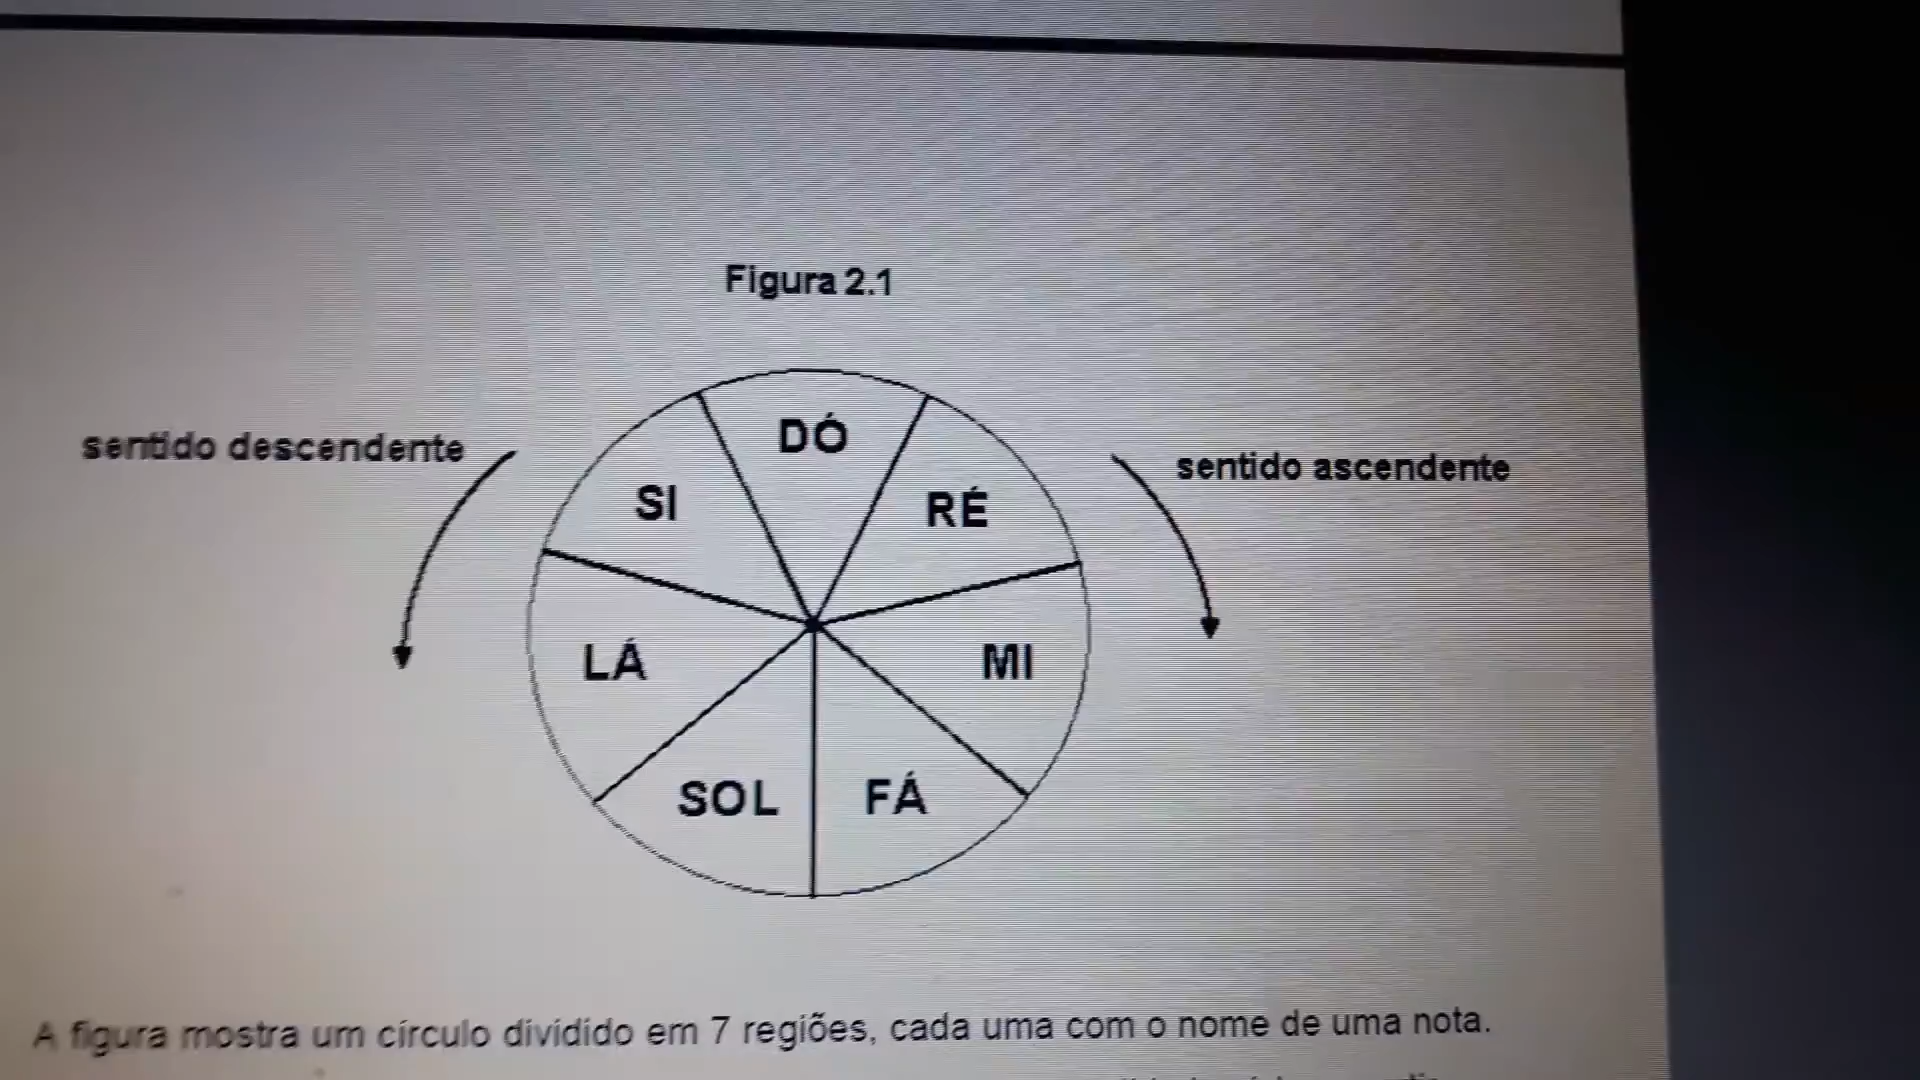 Figura 2.1
sentido descendente
sentido ascendente
DÓ
SI
RÉ
LÁ
MI
SOL
FÁ
A figura mostra um círculo dividido em 7 regiões, cada uma com o nome de uma nota.